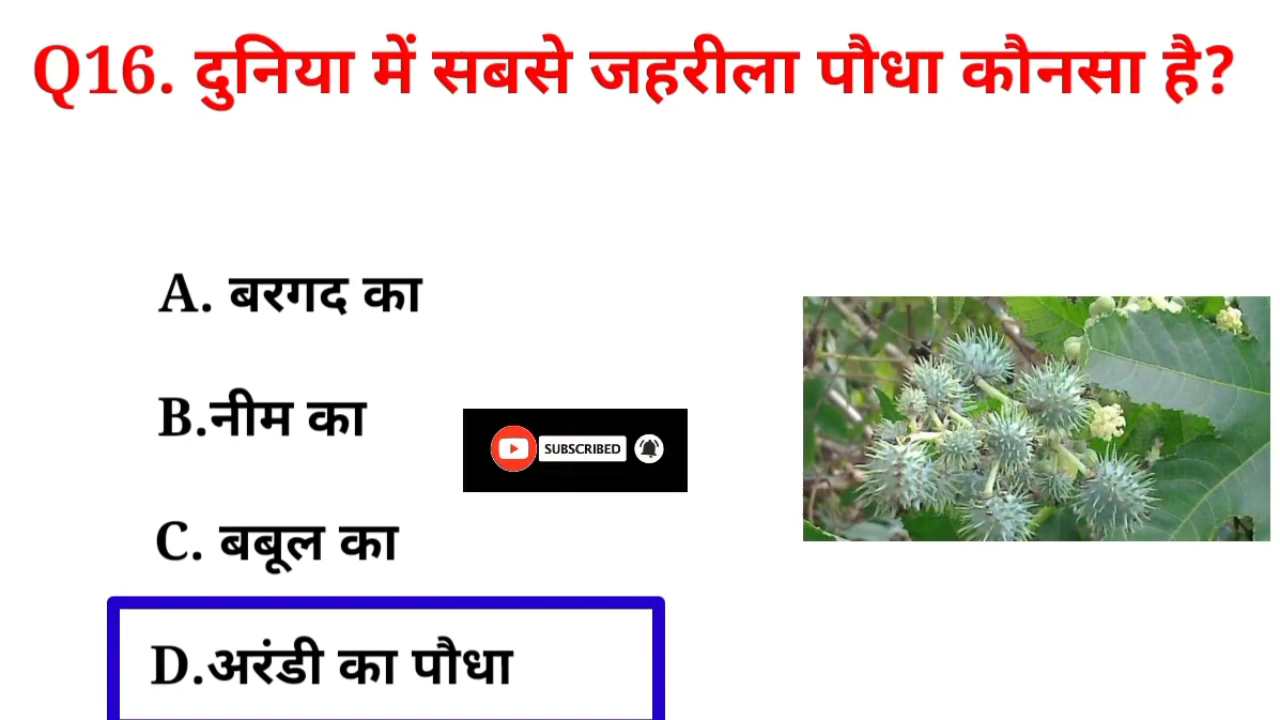 Q16. दुनिया में सबसे जहरीला पौधा कौनसा है?
A. बरगद का
B.नीम का
SUBSCRIBED
C. बबूल का
D.अरंडी का पौधा